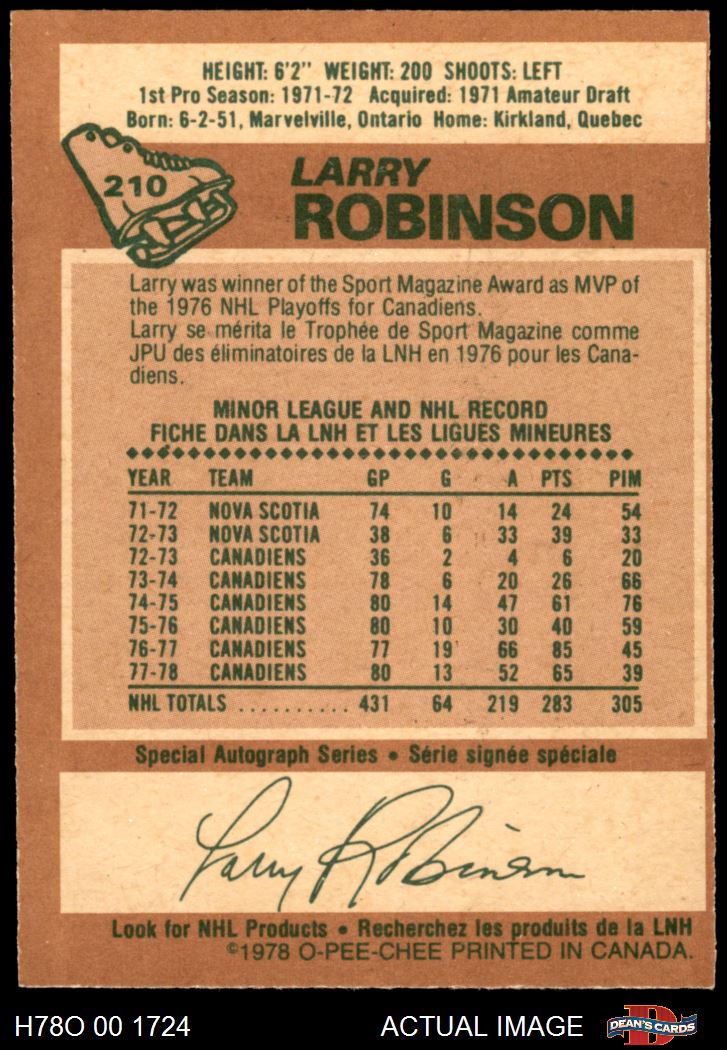 HEIGHT: 6'2" WEIGHT: 200 SHOOTS: LEFT
1st Pro Season: 1971-72 Acquired: 1971 Amateur Draft
Born: 6-2-51, Marvelville, Ontario Home: Kirkland, Quebec
210
LARRY
ROBINSON
Larry was winner of the Sport Magazine Award as MVP of
the 1976 NHL Playoffs for Canadiens.
Larry se mérita le Trophée de Sport Magazine comme
JPU des éliminatoires de la LNH en 1976 pour les Cana-
diens.
MINOR LEAGUE AND NHL RECORD
FICHE DANS LA LNH ET LES LIGUES MINEURES
YEAR TEAM GP G A PTS PIM
71-72 NOVA SCOTIA 74 10 14 24 54
72-73 NOVA SCOTIA 38 6 33 39 33
72-73 CANADIENS 36 2 4 6 20
73-74 CANADIENS 78 6 20 26 66
74-75 CANADIENS 80 14 47 61 76
75-76 CANADIENS 80 10 30 40 59
76-77 CANADIENS 77 19 66 85 45
77-78 CANADIENS 80 13 52 65 39
NHL TOTALS .......... 431 64 219 283 305
Special Autograph Series • Série signée spéciale
Larry Robinson
Look for NHL Products • Recherchez les produits de la LNH
©1978 O-PEE-CHEE PRINTED IN CANADA.
H78O 00 1724 ACTUAL IMAGE D DEAN'S CARDS